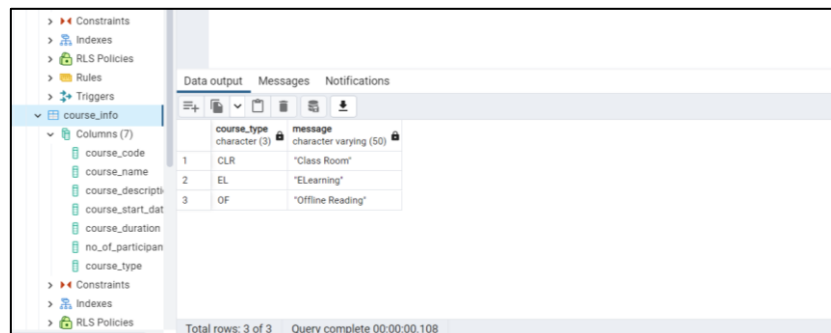 Constraints
Indexes
RLS Policies
Rules
Triggers
course_info
Columns (7)
course_code
course_name
course_descripti
course_start_dat
course_duration
no_of_participan
course_type
Constraints
Indexes
RLS Policies
Data output Messages Notifications
course_type message
character (3) character varying (50)
1 CLR "Class Room"
2 EL "ELearning"
3 OF "Offline Reading"
Total rows: 3 of 3 Query complete 00:00:00.108